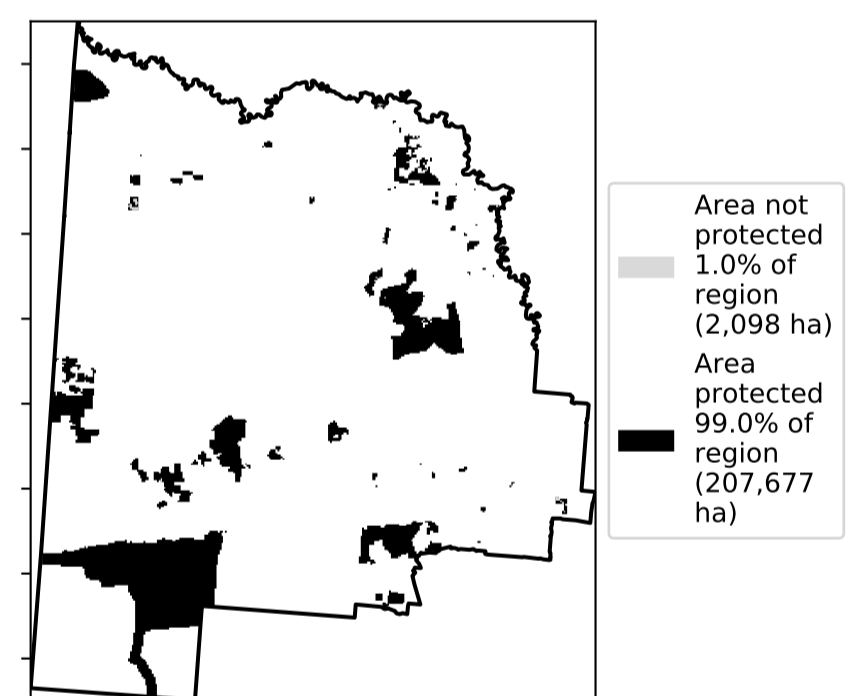 Area not
protected
1.0% of
region
(2,098 ha)
Area
protected
99.0% of
region
(207,677
ha)